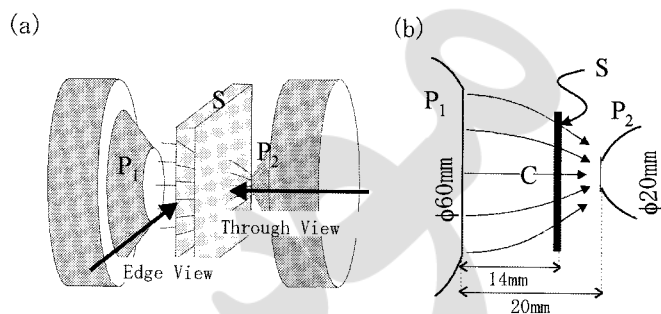 (a)
S
P1
P2
Through View
Edge View
(b)
S
P1
P2
C
ϕ60mm
ϕ20mm
14mm
20mm